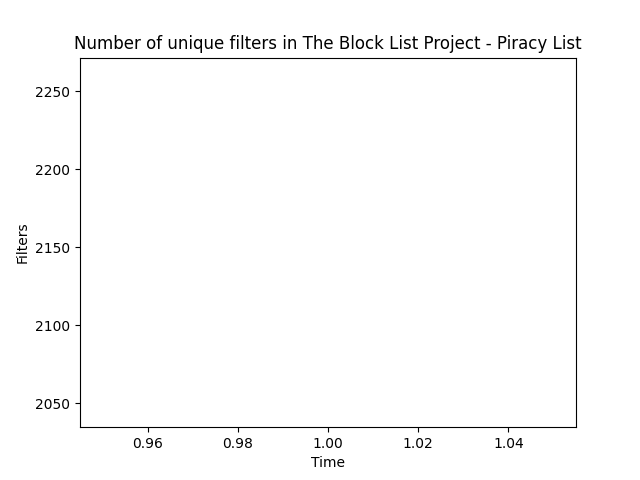 Number of unique filters in The Block List Project - Piracy List
2250
2200
2150
2100
2050
Filters
0.96 0.98 1.00 1.02 1.04
Time